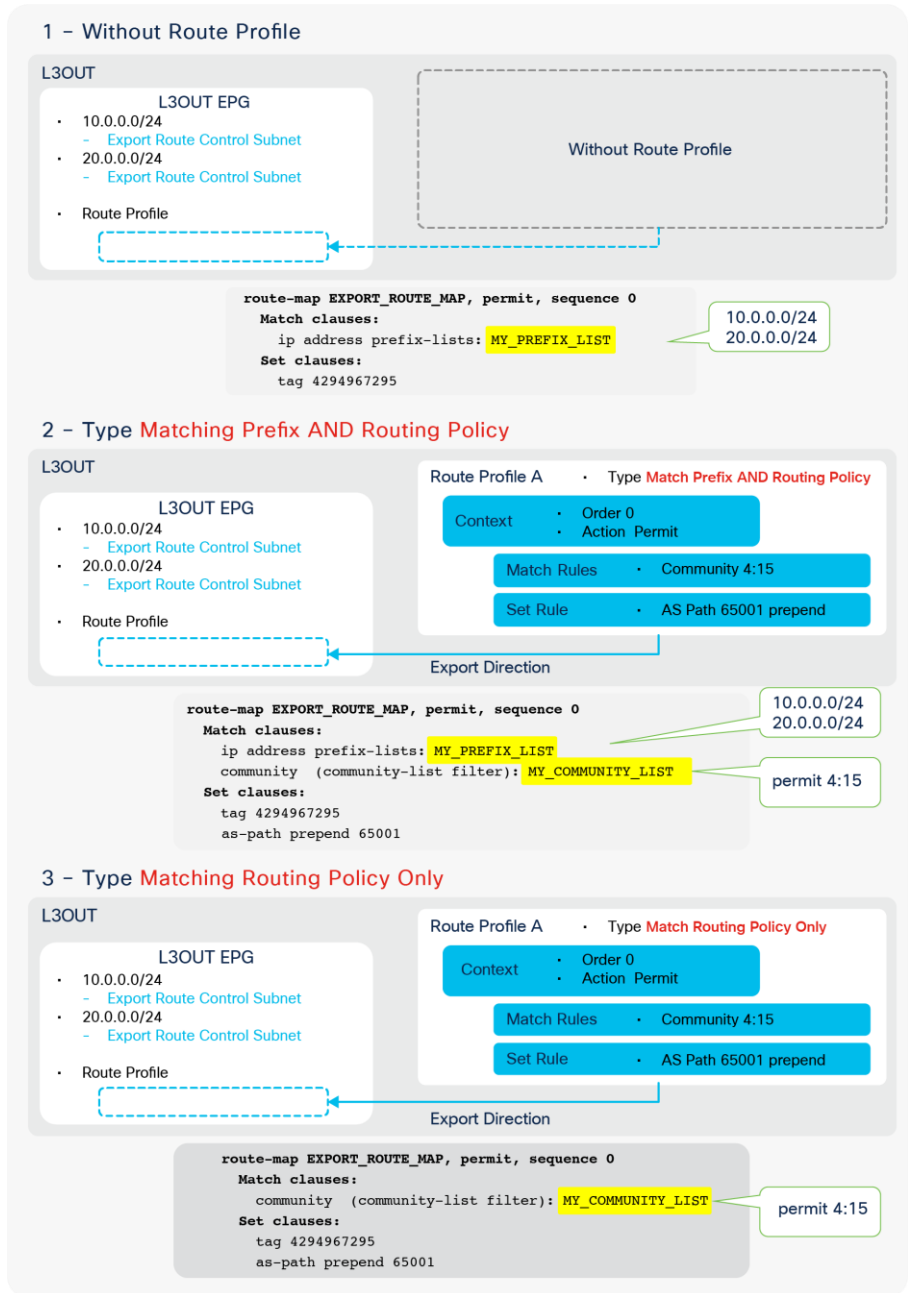 1 - Without Route Profile
L3OUT
L3OUT EPG
· 10.0.0.0/24
- Export Route Control Subnet
· 20.0.0.0/24
- Export Route Control Subnet
· Route Profile
Without Route Profile
route-map EXPORT_ROUTE_MAP, permit, sequence 0
Match clauses:
ip address prefix-lists: MY_PREFIX_LIST
Set clauses:
tag 4294967295
10.0.0.0/24
20.0.0.0/24
2 - Type Matching Prefix AND Routing Policy
L3OUT
L3OUT EPG
· 10.0.0.0/24
- Export Route Control Subnet
· 20.0.0.0/24
- Export Route Control Subnet
· Route Profile
Route Profile A · Type Match Prefix AND Routing Policy
Context · Order 0
· Action Permit
Match Rules · Community 4:15
Set Rule · AS Path 65001 prepend
Export Direction
route-map EXPORT_ROUTE_MAP, permit, sequence 0
Match clauses:
ip address prefix-lists: MY_PREFIX_LIST
community (community-list filter): MY_COMMUNITY_LIST
Set clauses:
tag 4294967295
as-path prepend 65001
10.0.0.0/24
20.0.0.0/24
permit 4:15
3 - Type Matching Routing Policy Only
L3OUT
L3OUT EPG
· 10.0.0.0/24
- Export Route Control Subnet
· 20.0.0.0/24
- Export Route Control Subnet
· Route Profile
Route Profile A · Type Match Routing Policy Only
Context · Order 0
· Action Permit
Match Rules · Community 4:15
Set Rule · AS Path 65001 prepend
Export Direction
route-map EXPORT_ROUTE_MAP, permit, sequence 0
Match clauses:
community (community-list filter): MY_COMMUNITY_LIST
Set clauses:
tag 4294967295
as-path prepend 65001
permit 4:15